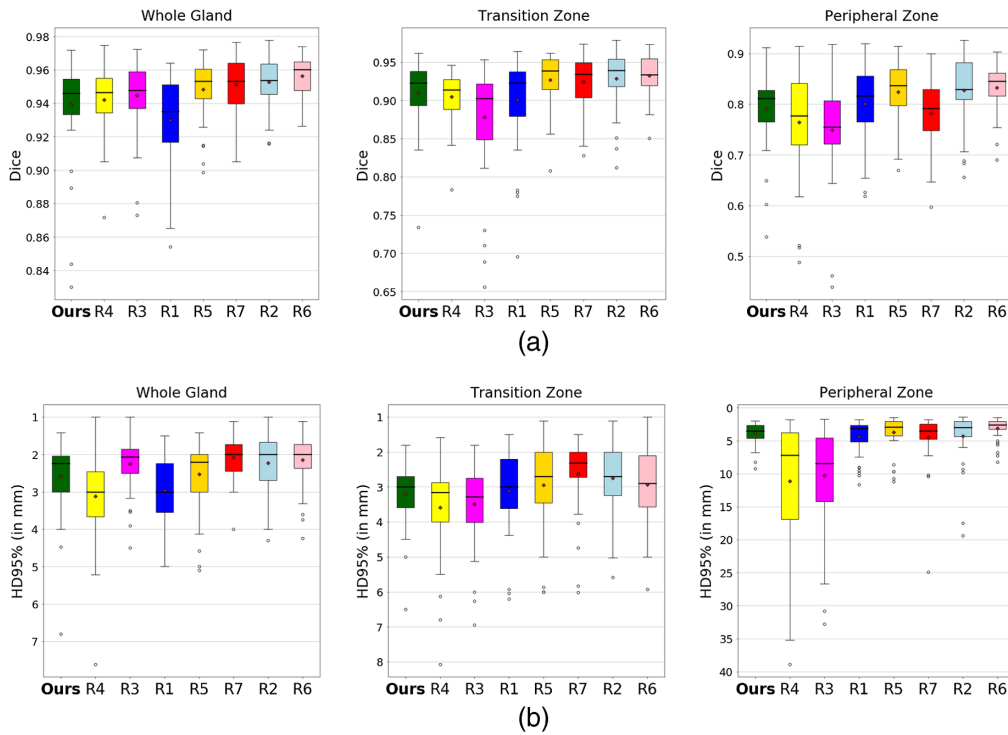 Whole Gland
Transition Zone
Peripheral Zone
Dice
0.98
0.96
0.94
0.92
0.90
0.88
0.86
0.84
Ours R4 R3 R1 R5 R7 R2 R6
Dice
0.95
0.90
0.85
0.80
0.75
0.70
0.65
Ours R4 R3 R1 R5 R7 R2 R6
Dice
0.9
0.8
0.7
0.6
0.5
Ours R4 R3 R1 R5 R7 R2 R6
(a)
Whole Gland
Transition Zone
Peripheral Zone
HD95% (in mm)
1
2
3
4
5
6
7
Ours R4 R3 R1 R5 R7 R2 R6
HD95% (in mm)
1
2
3
4
5
6
7
8
Ours R4 R3 R1 R5 R7 R2 R6
HD95% (in mm)
0
5
10
15
20
25
30
35
40
Ours R4 R3 R1 R5 R7 R2 R6
(b)